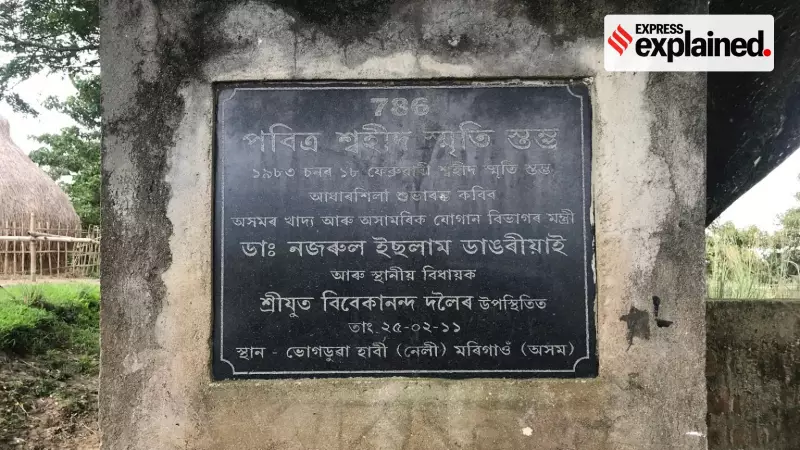 EXPRESS
explained.
786
পবিত্ৰ শ্বহীদ স্মৃতি স্তম্ভ
১৯৮৩ চনৰ ১৮ ফেব্ৰুৱাৰী শ্বহীদ স্মৃতি স্তম্ভ
আধাৰশিলা শুভাৰম্ভ কৰিব
অসমৰ খাদ্য আৰু অসামৰিক যোগান বিভাগৰ মন্ত্ৰী
ডাঃ নজৰুল ইছলাম ডাঙৰীয়াই
আৰু স্থানীয় বিধায়ক
শ্ৰীযুত বিবেকানন্দ দলৈৰ উপস্থিতিত
তাং ২৫-০২-১১
স্থান - ভোগডুৱা হাবী (নেলী) মৰিগাওঁ (অসম)